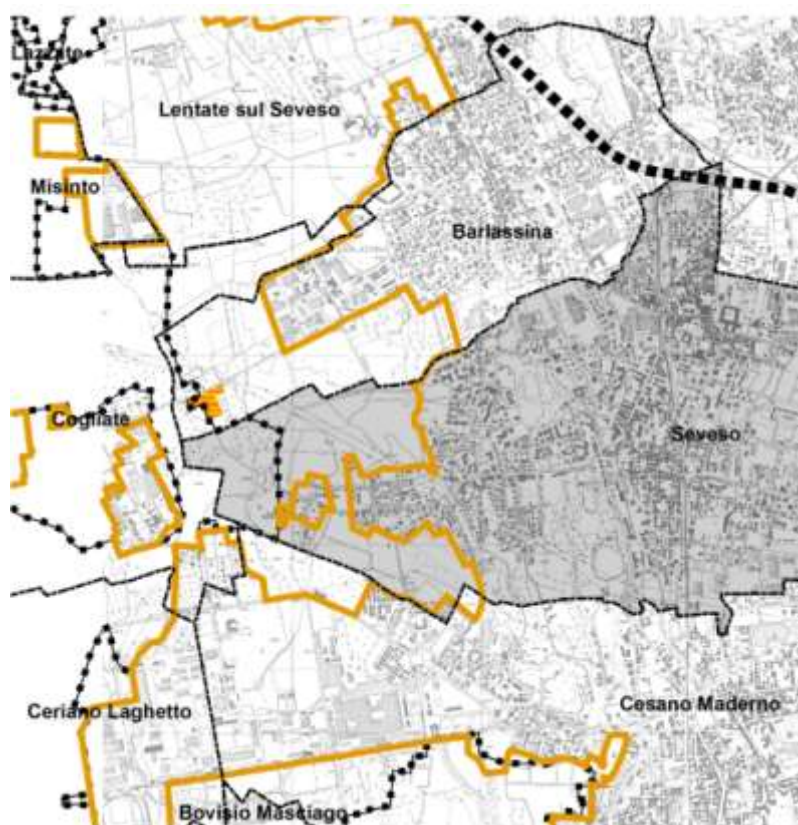 Lazzate
Lentate sul Seveso
Misinto
Barlassina
Cogliate
Seveso
Ceriano Laghetto
Cesano Maderno
Bovisio Masciago